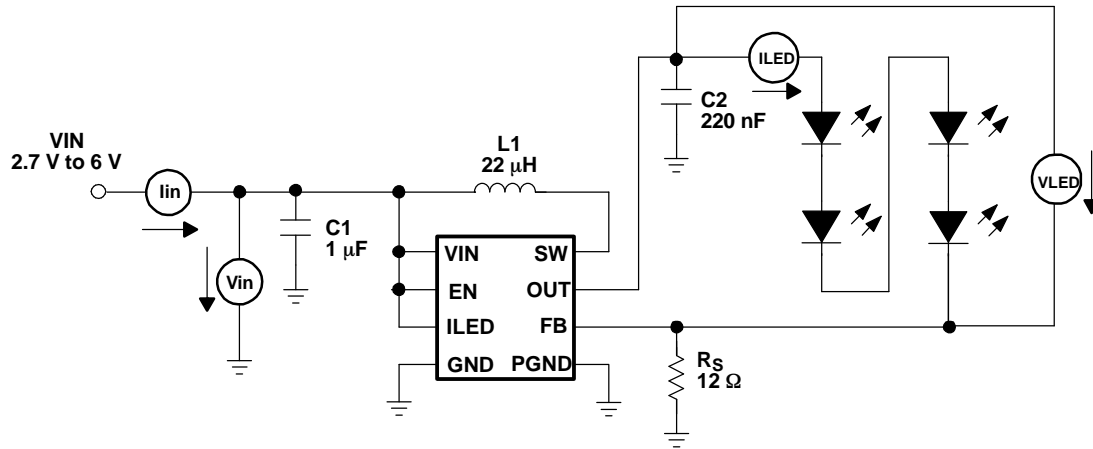 ILED
C2
220 nF
VIN
2.7 V to 6 V
L1
22 μH
Iin
VLED
C1
1 μF
Vin
VIN
SW
EN
OUT
ILED
FB
GND
PGND
RS
12 Ω